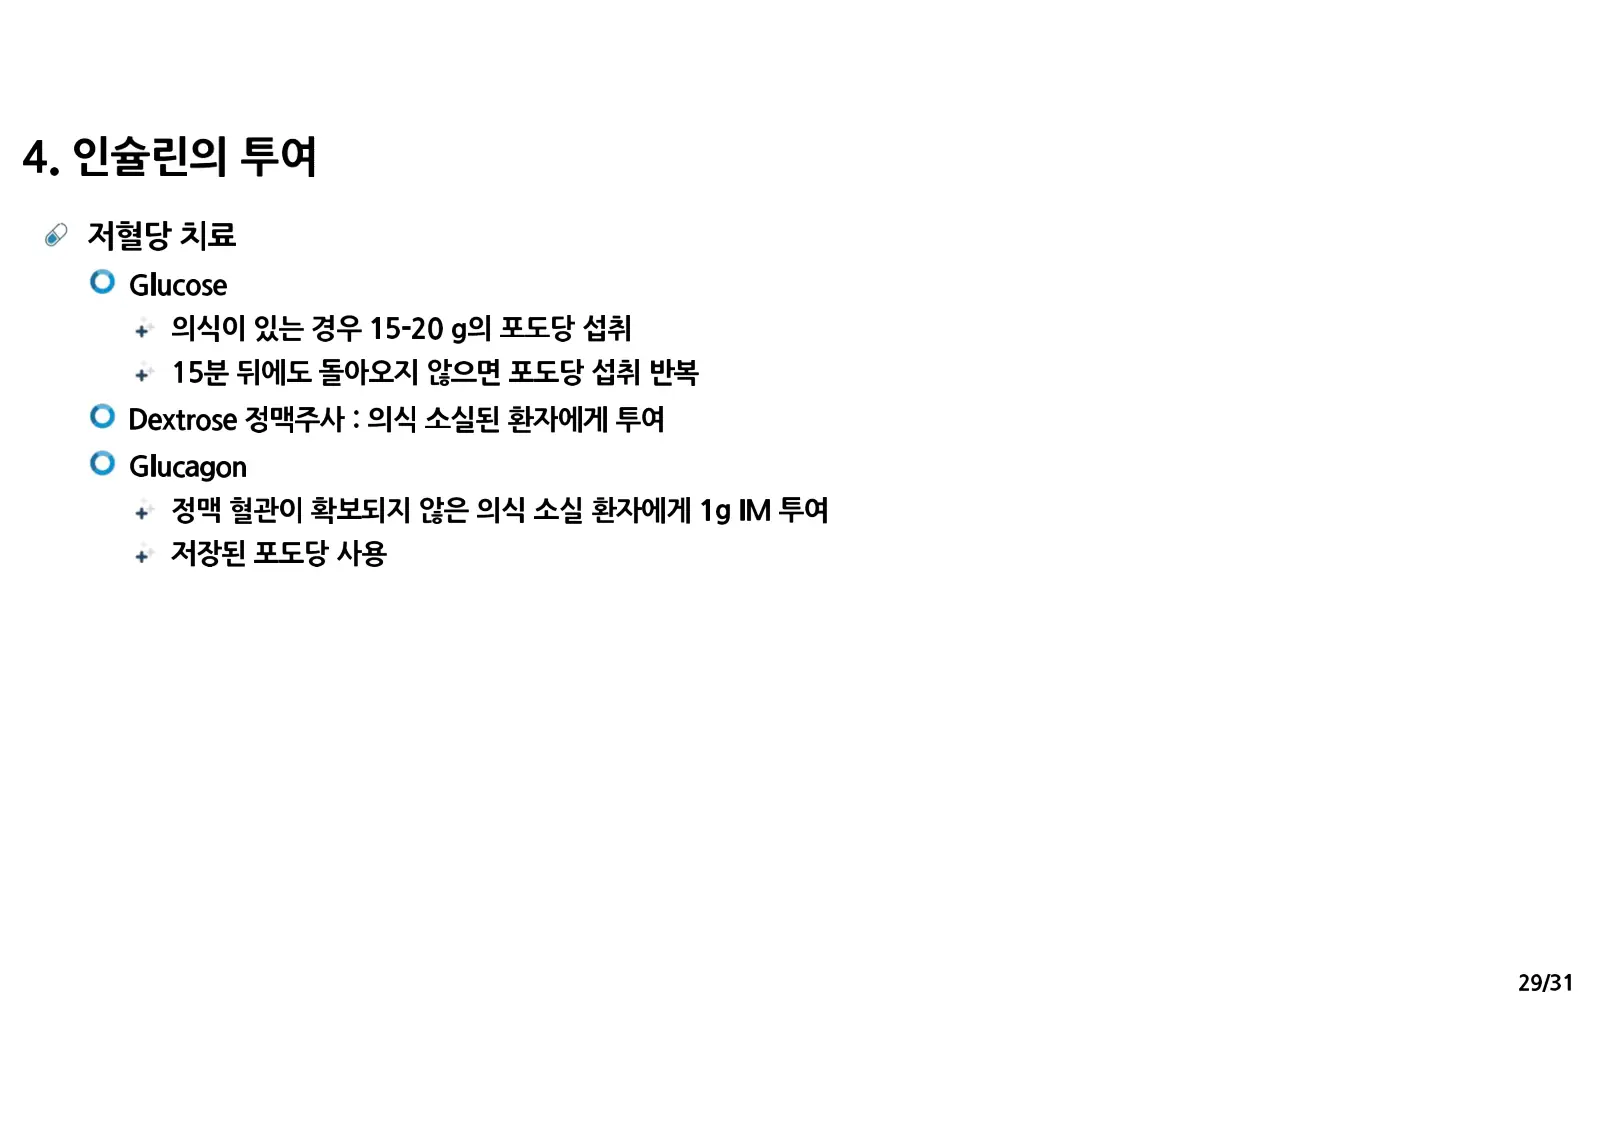 4. 인슐린의 투여
저혈당 치료
Glucose
의식이 있는 경우 15-20 g의 포도당 섭취
15분 뒤에도 돌아오지 않으면 포도당 섭취 반복
Dextrose 정맥주사 : 의식 소실된 환자에게 투여
Glucagon
정맥 혈관이 확보되지 않은 의식 소실 환자에게 1g IM 투여
저장된 포도당 사용
29/31